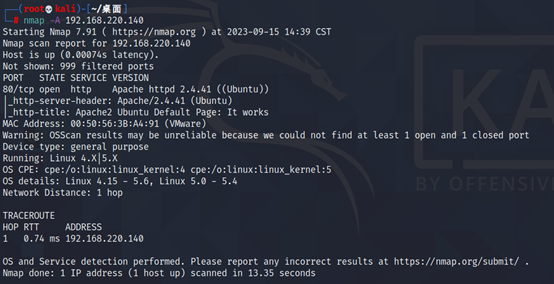 ┌──(root💀kali)-[~/桌面]
└─# nmap -A 192.168.220.140
Starting Nmap 7.91 ( https://nmap.org ) at 2023-09-15 14:39 CST
Nmap scan report for 192.168.220.140
Host is up (0.00074s latency).
Not shown: 999 filtered ports
PORT   STATE SERVICE VERSION
80/tcp open  http    Apache httpd 2.4.41 ((Ubuntu))
|_http-server-header: Apache/2.4.41 (Ubuntu)
|_http-title: Apache2 Ubuntu Default Page: It works
MAC Address: 00:50:56:3B:A4:91 (VMware)
Warning: OSScan results may be unreliable because we could not find at least 1 open and 1 closed port
Device type: general purpose
Running: Linux 4.X|5.X
OS CPE: cpe:/o:linux:linux_kernel:4 cpe:/o:linux:linux_kernel:5
OS details: Linux 4.15 - 5.6, Linux 5.0 - 5.4
Network Distance: 1 hop
TRACEROUTE
HOP RTT     ADDRESS
1   0.74 ms 192.168.220.140
OS and Service detection performed. Please report any incorrect results at https://nmap.org/submit/ .
Nmap done: 1 IP address (1 host up) scanned in 13.35 seconds
KA
BY OFFENSIV